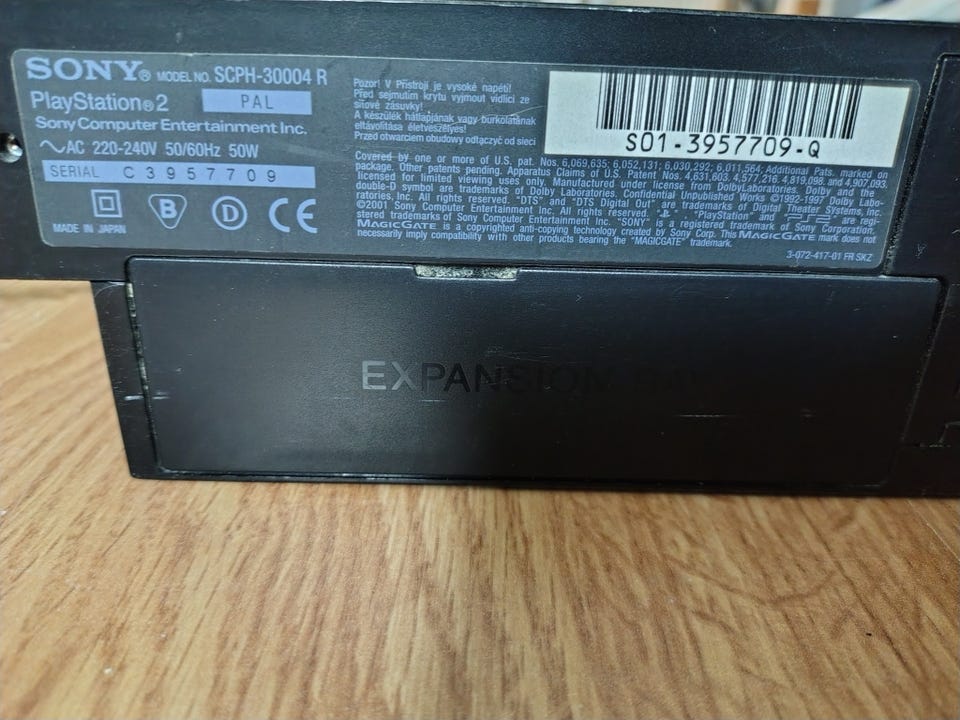 SONY® MODEL NO. SCPH-30004 R
PlayStation®2 PAL
Sony Computer Entertainment Inc.
AC 220-240V 50/60Hz 50W
SERIAL C3957709
B D CE
MADE IN JAPAN
Pozor! V Přístroji je vysoké napětí!
Před sejmutím krytu vyjmout vidlici ze
síťové zásuvky!
A készülék hátlapjának vagy burkolatának
eltávolítása életveszélyes!
Przed otwarciem obudowy odłączyć od sieci
S01-3957709-Q
Covered by one or more of U.S. pat. Nos. 6,069,635; 6,052,131; 6,030,292; 6,011,564, Additional Pats. marked on
package. Other patents pending. Apparatus Claims of U.S. Patent Nos. 4,631,603, 4,577,216, 4,819,098, and 4,907,093,
licensed for limited viewing uses only. Manufactured under license from DolbyLaboratories. Dolby and the
double-D symbol are trademarks of Dolby Laboratories. Confidential Unpublished Works ©1992-1997 Dolby Labo-
ratories, Inc. All rights reserved. "DTS" and "DTS Digital Out" are trademarks of Digital Theater Systems, Inc.
©2001 Sony Computer Entertainment Inc. All rights reserved. "PS", "PlayStation" and "PS2" are regi-
stered trademarks of Sony Computer Entertainment Inc. "SONY" is a registered trademark of Sony Corporation.
MAGICGATE is a copyrighted anti-copying technology created by Sony Corp. This MAGICGATE mark does not
necessarily imply compatibility with other products bearing the "MAGICGATE" trademark.
3-072-417-01 FR SKZ
EXPANSION BAY